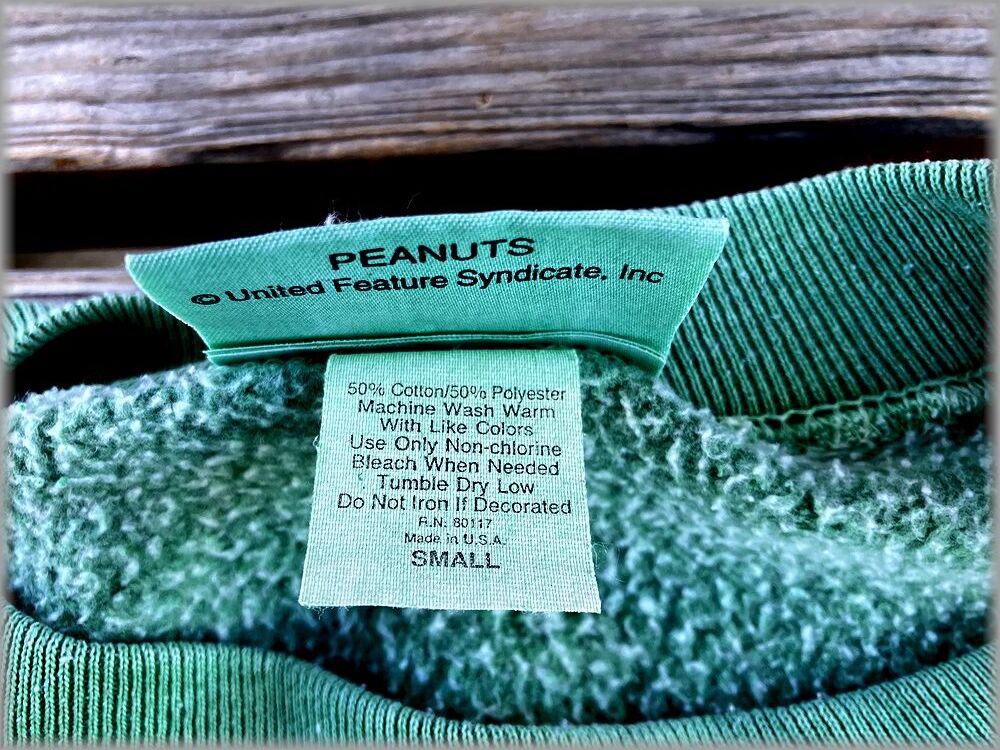 PEANUTS
© United Feature Syndicate, Inc
50% Cotton/50% Polyester
Machine Wash Warm
With Like Colors
Use Only Non-chlorine
Bleach When Needed
Tumble Dry Low
Do Not Iron If Decorated
R.N. 80117
Made in U.S.A.
SMALL